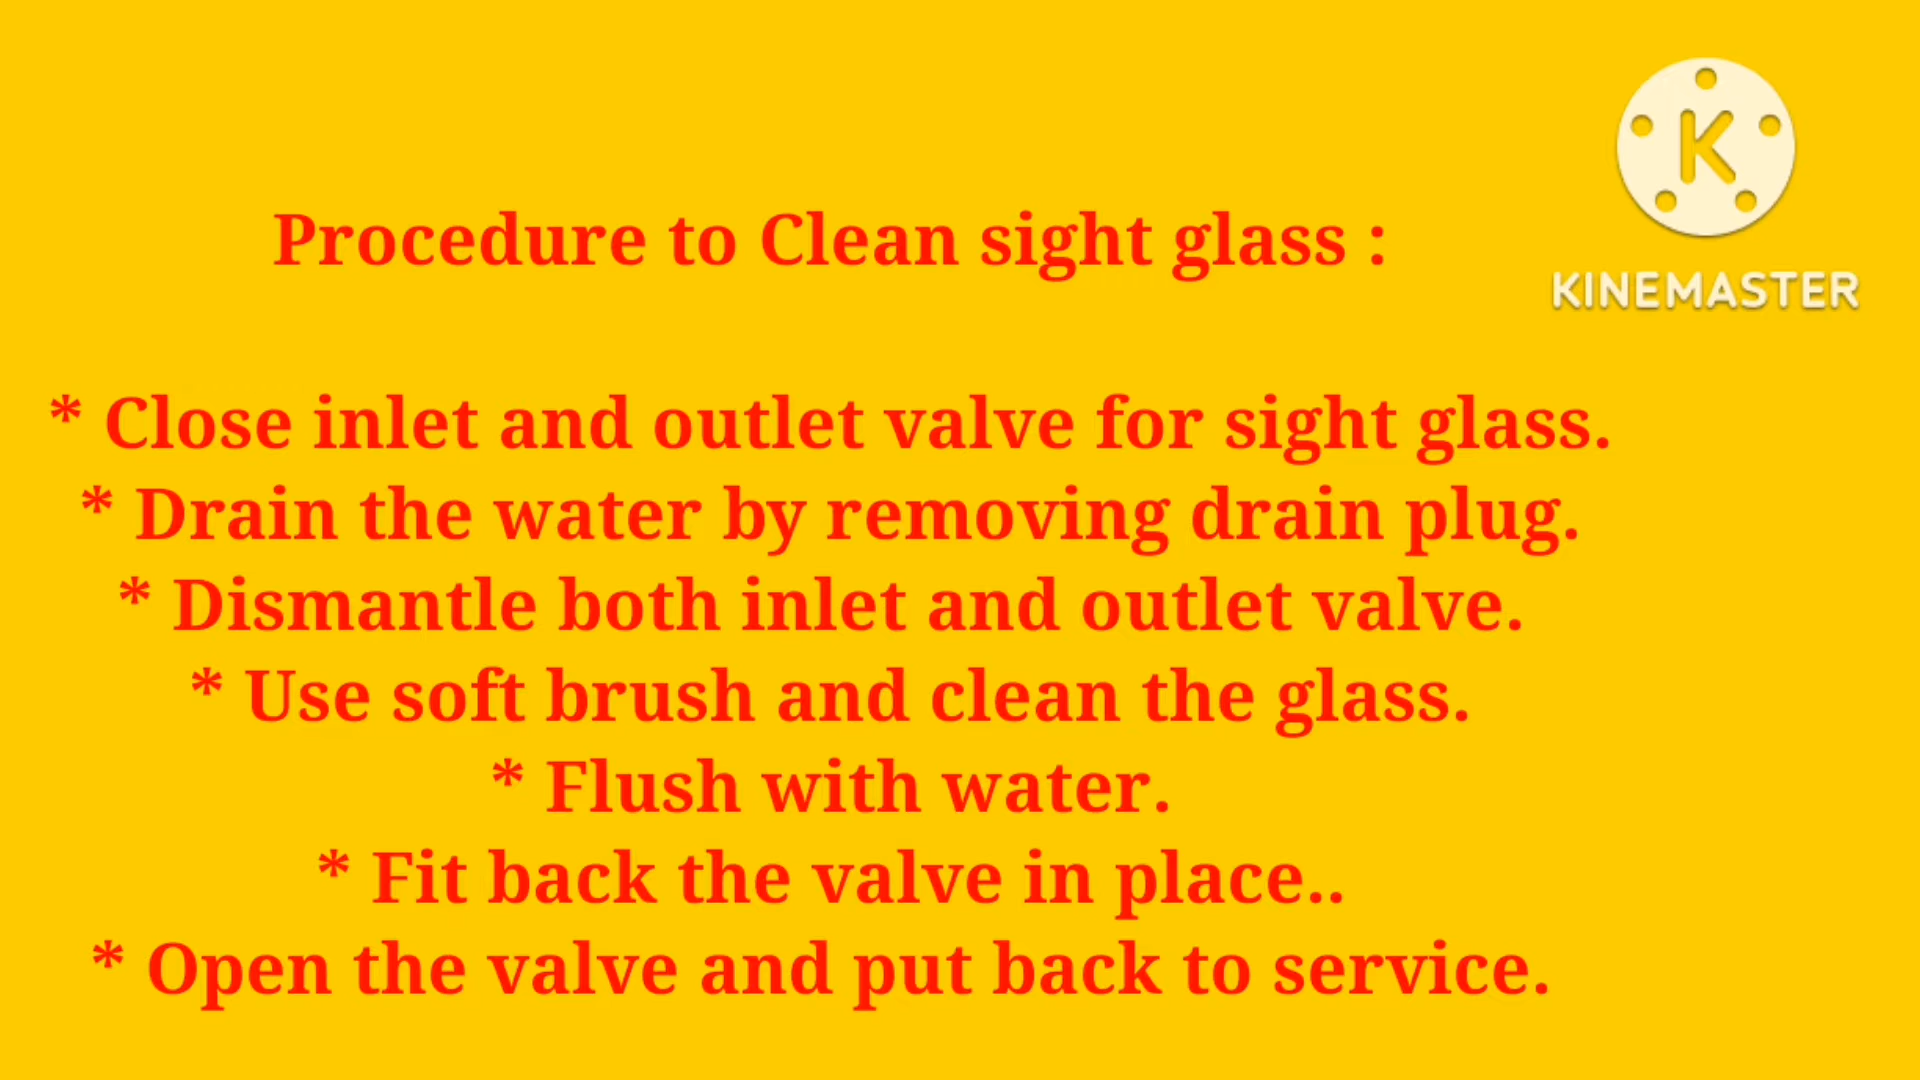 K
KINEMASTER
Procedure to Clean sight glass :
* Close inlet and outlet valve for sight glass.
* Drain the water by removing drain plug.
* Dismantle both inlet and outlet valve.
* Use soft brush and clean the glass.
* Flush with water.
* Fit back the valve in place..
* Open the valve and put back to service.